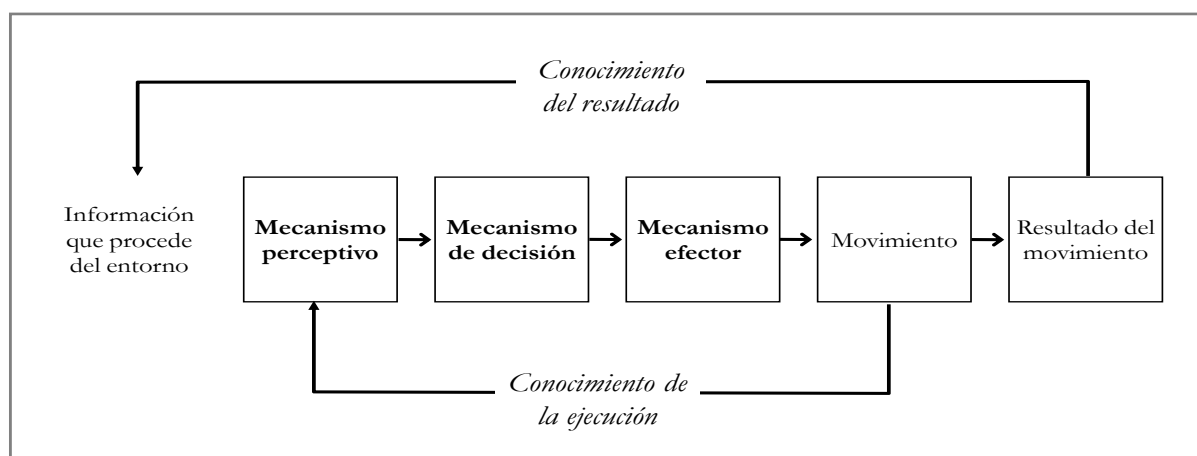 Conocimiento
del resultado
Información
que procede
del entorno
Mecanismo
perceptivo
Mecanismo
de decisión
Mecanismo
efector
Movimiento
Resultado del
movimiento
Conocimiento de
la ejecución